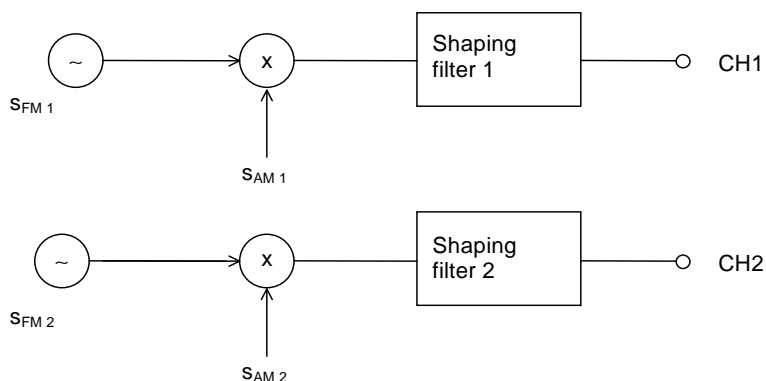 ~
x
Shaping
filter 1
CH1
sFM 1
sAM 1
~
x
Shaping
filter 2
CH2
sFM 2
sAM 2